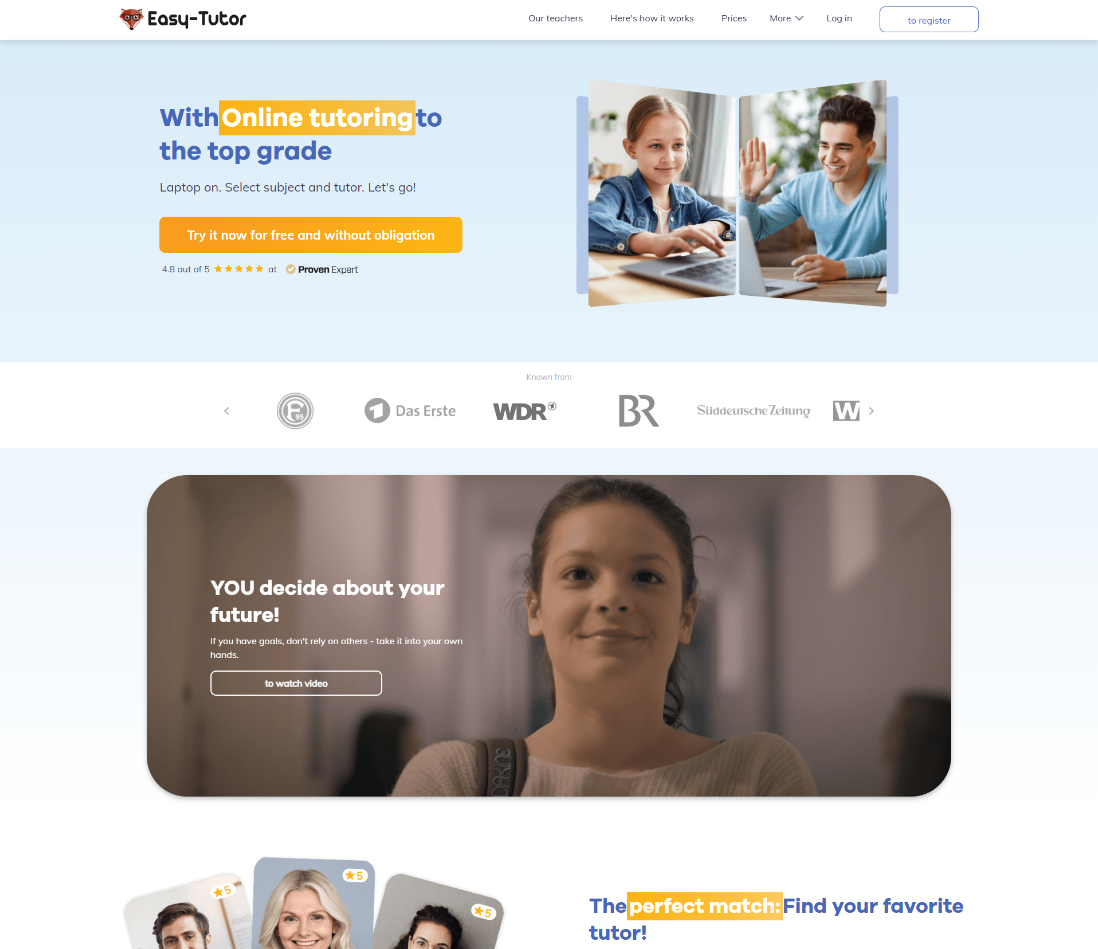 Easy-Tutor
Our teachers
Here's how it works
Prices
More
Log in
to register
With Online tutoring to
the top grade
Laptop on. Select subject and tutor. Let's go!
Try it now for free and without obligation
4.8 out of 5
at
Proven Expert
Known from
F 95
Das Erste
WDR
BR
Süddeutsche Zeitung
W
YOU decide about your
future!
If you have goals, don't rely on others - take it into your own
hands.
to watch video
DAKINE
5
5
5
The perfect match: Find your favorite
tutor!